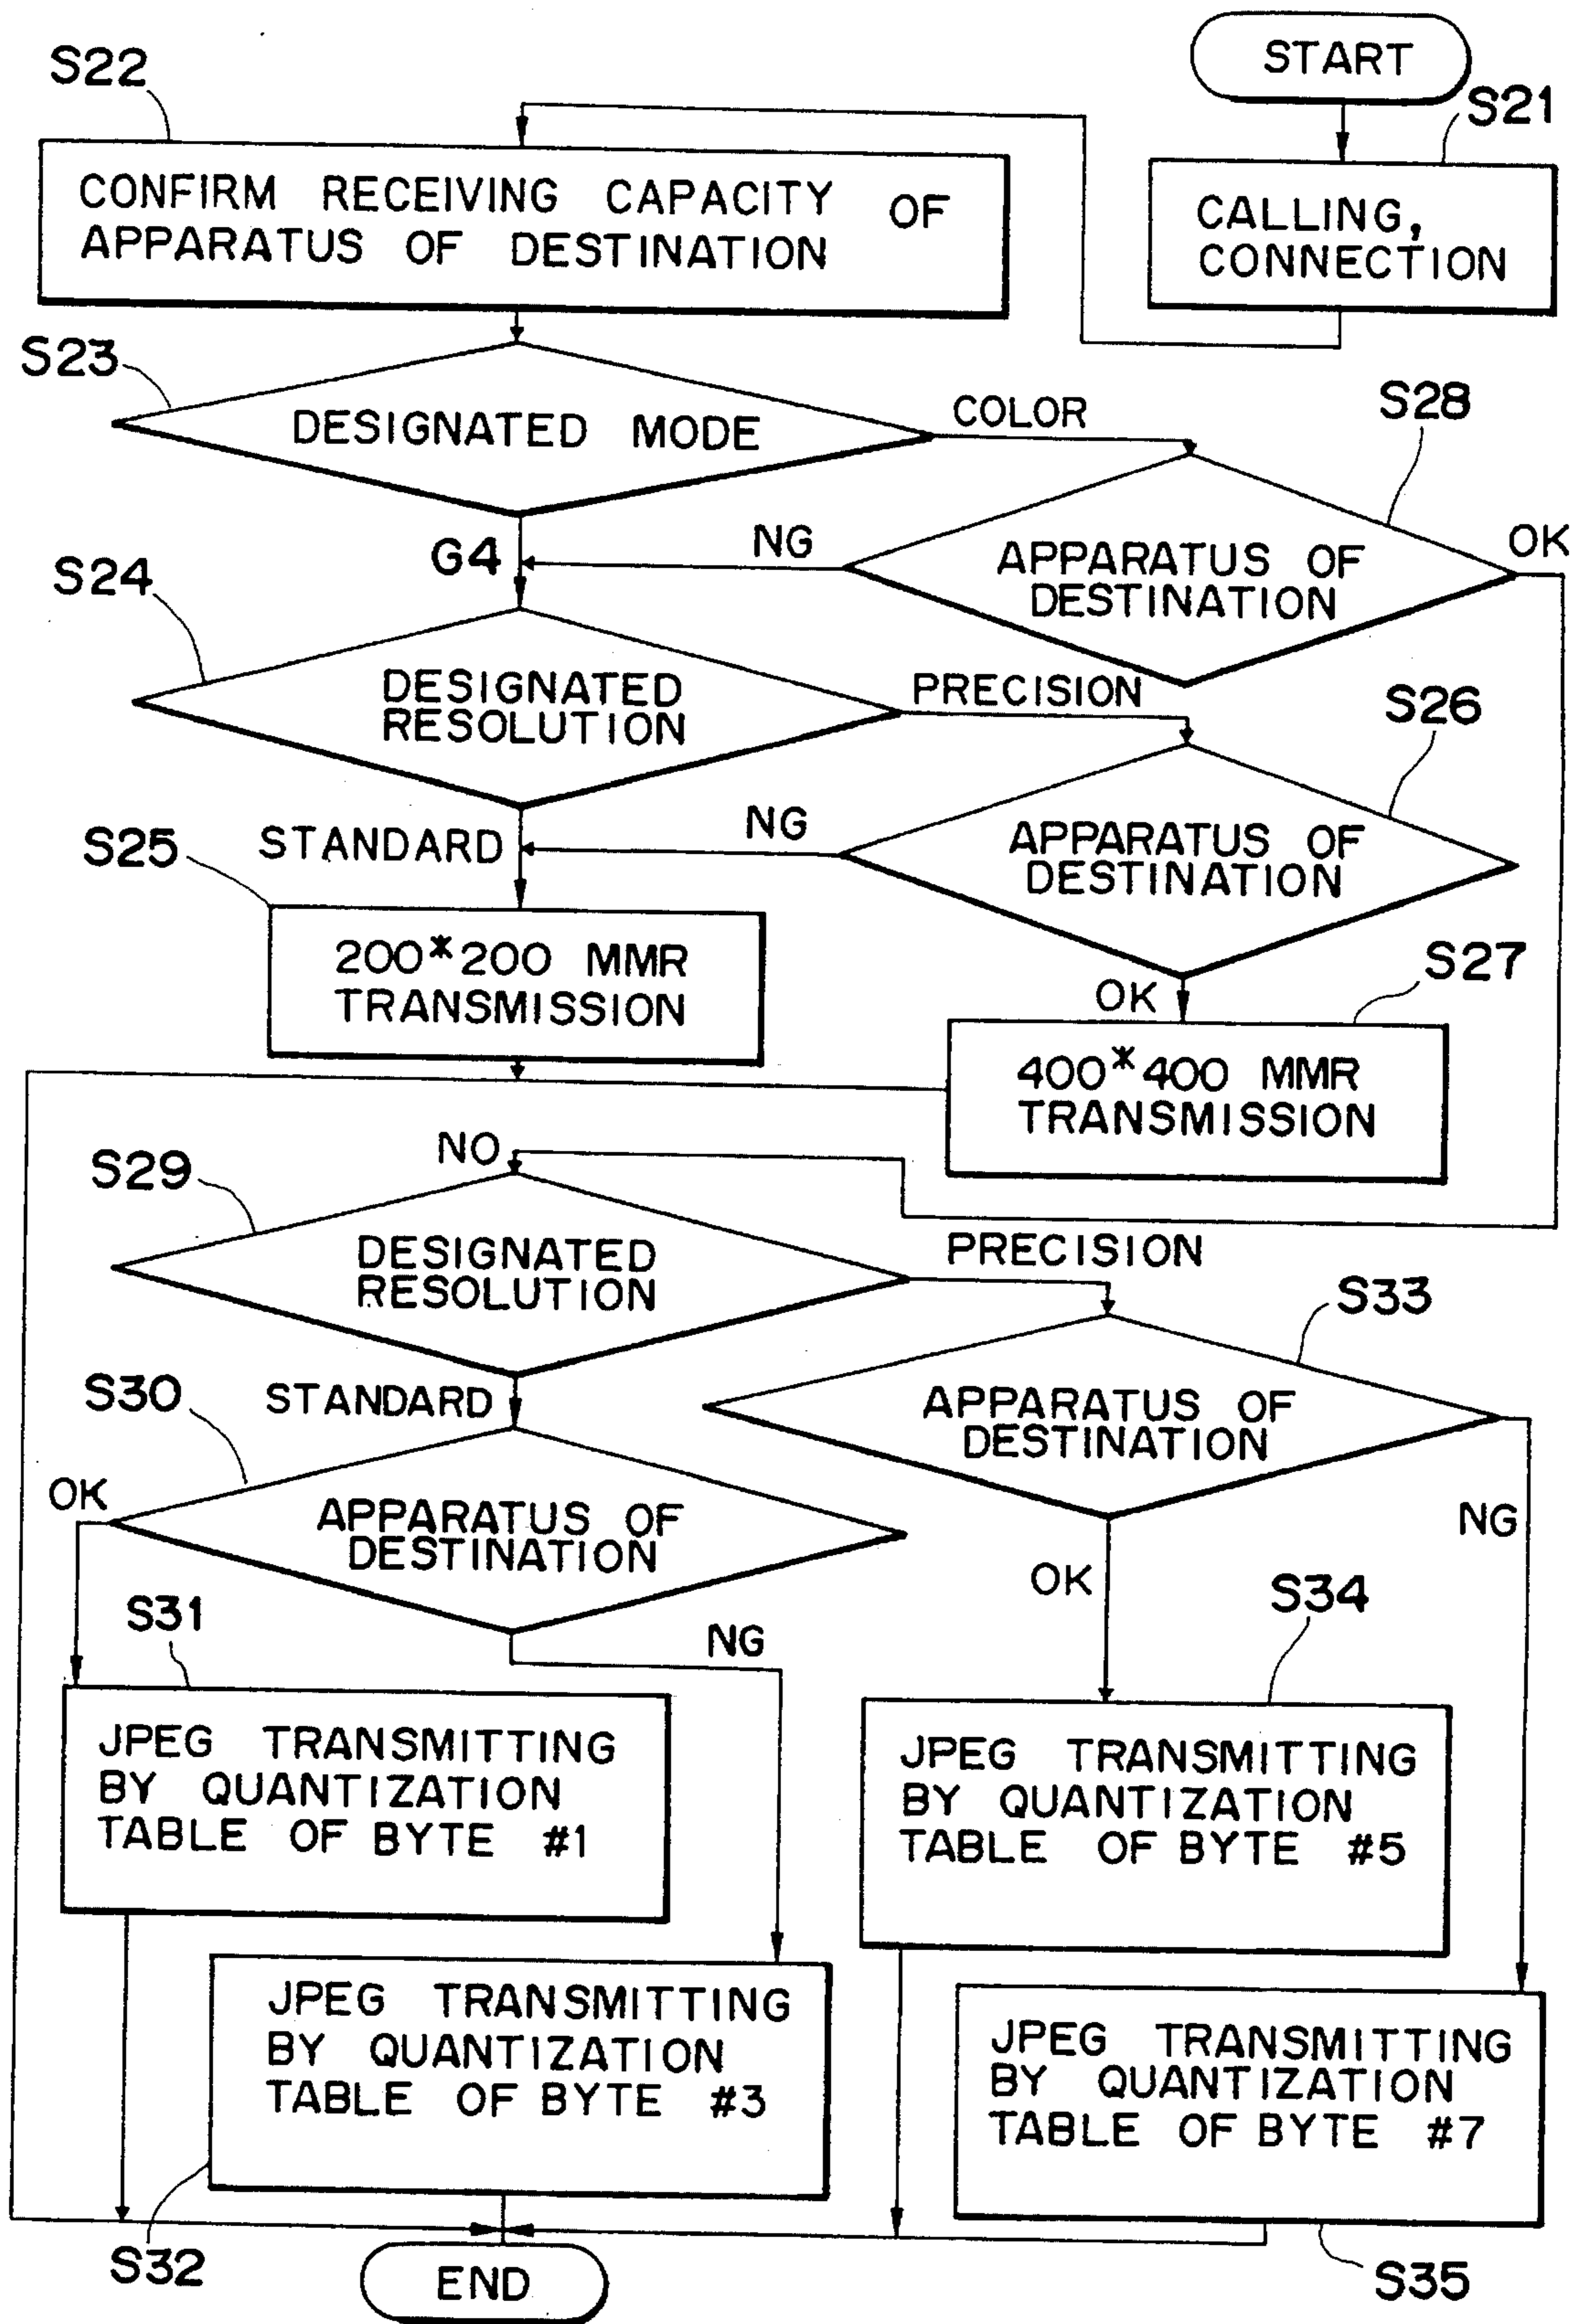 START
S21
CALLING,
CONNECTION
S22
CONFIRM RECEIVING CAPACITY OF
APPARATUS OF DESTINATION
S23
DESIGNATED MODE
COLOR
S28
APPARATUS OF
DESTINATION
NG
OK
G4
S24
DESIGNATED
RESOLUTION
PRECISION
S26
APPARATUS OF
DESTINATION
NG
STANDARD
S25
200*200 MMR
TRANSMISSION
OK
S27
400*400 MMR
TRANSMISSION
NO
S29
DESIGNATED
RESOLUTION
PRECISION
S33
APPARATUS OF
DESTINATION
STANDARD
S30
APPARATUS OF
DESTINATION
OK
NG
OK
NG
S31
JPEG TRANSMITTING
BY QUANTIZATION
TABLE OF BYTE #1
S34
JPEG TRANSMITTING
BY QUANTIZATION
TABLE OF BYTE #5
JPEG TRANSMITTING
BY QUANTIZATION
TABLE OF BYTE #3
S32
JPEG TRANSMITTING
BY QUANTIZATION
TABLE OF BYTE #7
S35
END